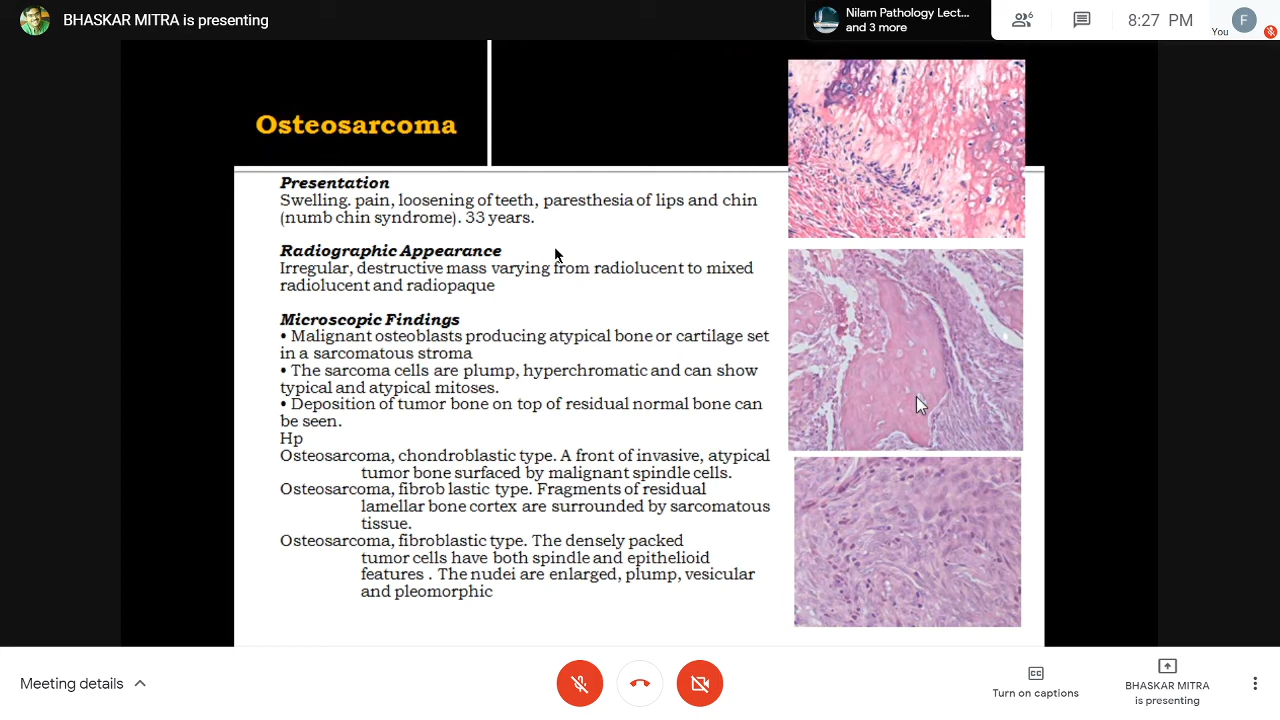 BHASKAR MITRA is presenting
Nilam Pathology Lect...
and 3 more
6
8:27 PM
You
F
Osteosarcoma
Presentation
Swelling. pain, loosening of teeth, paresthesia of lips and chin
(numb chin syndrome). 33 years.
Radiographic Appearance
Irregular, destructive mass varying from radiolucent to mixed
radiolucent and radiopaque
Microscopic Findings
• Malignant osteoblasts producing atypical bone or cartilage set
in a sarcomatous stroma
• The sarcoma cells are plump, hyperchromatic and can show
typical and atypical mitoses.
• Deposition of tumor bone on top of residual normal bone can
be seen.
Hp
Osteosarcoma, chondroblastic type. A front of invasive, atypical
tumor bone surfaced by malignant spindle cells.
Osteosarcoma, fibrob lastic type. Fragments of residual
lamellar bone cortex are surrounded by sarcomatous
tissue.
Osteosarcoma, fibroblastic type. The densely packed
tumor cells have both spindle and epithelioid
features . The nudei are enlarged, plump, vesicular
and pleomorphic
Meeting details
CC
Turn on captions
BHASKAR MITRA
is presenting